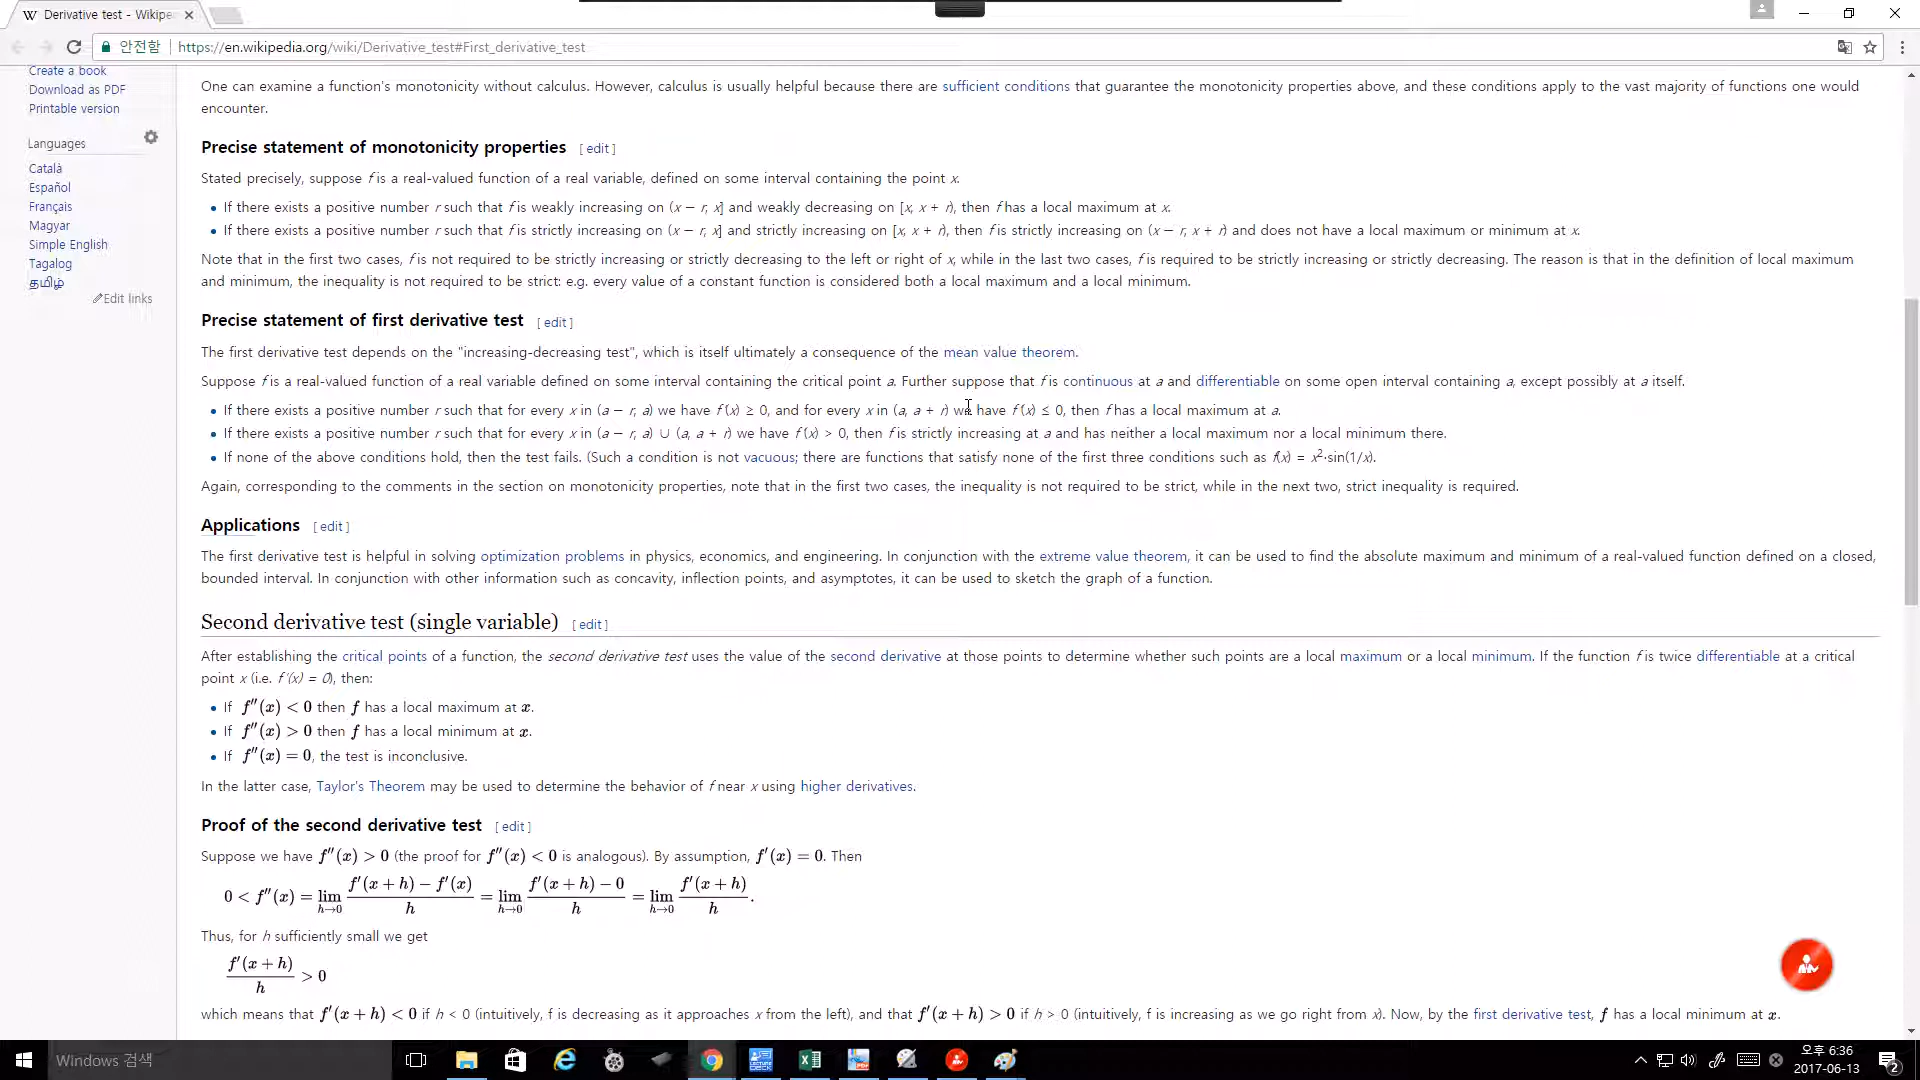 Derivative test - Wikipe
안전함 | https://en.wikipedia.org/wiki/Derivative_test#First_derivative_test
Create a book
Download as PDF
Printable version
Languages
Català
Español
Français
Magyar
Simple English
Tagalog
தமிழ்
Edit links
One can examine a function's monotonicity without calculus. However, calculus is usually helpful because there are sufficient conditions that guarantee the monotonicity properties above, and these conditions apply to the vast majority of functions one would
encounter.
Precise statement of monotonicity properties [ edit ]
Stated precisely, suppose f is a real-valued function of a real variable, defined on some interval containing the point x.
• If there exists a positive number r such that f is weakly increasing on (x − r, x] and weakly decreasing on [x, x + r), then f has a local maximum at x.
• If there exists a positive number r such that f is strictly increasing on (x − r, x] and strictly increasing on [x, x + r), then f is strictly increasing on (x − r, x + r) and does not have a local maximum or minimum at x.
Note that in the first two cases, f is not required to be strictly increasing or strictly decreasing to the left or right of x, while in the last two cases, f is required to be strictly increasing or strictly decreasing. The reason is that in the definition of local maximum
and minimum, the inequality is not required to be strict: e.g. every value of a constant function is considered both a local maximum and a local minimum.
Precise statement of first derivative test [ edit ]
The first derivative test depends on the "increasing-decreasing test", which is itself ultimately a consequence of the mean value theorem.
Suppose f is a real-valued function of a real variable defined on some interval containing the critical point a. Further suppose that f is continuous at a and differentiable on some open interval containing a, except possibly at a itself.
• If there exists a positive number r such that for every x in (a − r, a) we have f′(x) ≥ 0, and for every x in (a, a + r) we have f′(x) ≤ 0, then f has a local maximum at a.
• If there exists a positive number r such that for every x in (a − r, a) ∪ (a, a + r) we have f′(x) > 0, then f is strictly increasing at a and has neither a local maximum nor a local minimum there.
• If none of the above conditions hold, then the test fails. (Such a condition is not vacuous; there are functions that satisfy none of the first three conditions such as f(x) = x²·sin(1/x).
Again, corresponding to the comments in the section on monotonicity properties, note that in the first two cases, the inequality is not required to be strict, while in the next two, strict inequality is required.
Applications [ edit ]
The first derivative test is helpful in solving optimization problems in physics, economics, and engineering. In conjunction with the extreme value theorem, it can be used to find the absolute maximum and minimum of a real-valued function defined on a closed,
bounded interval. In conjunction with other information such as concavity, inflection points, and asymptotes, it can be used to sketch the graph of a function.
Second derivative test (single variable) [ edit ]
After establishing the critical points of a function, the second derivative test uses the value of the second derivative at those points to determine whether such points are a local maximum or a local minimum. If the function f is twice differentiable at a critical
point x (i.e. f′(x) = 0), then:
• If f″(x) < 0 then f has a local maximum at x.
• If f″(x) > 0 then f has a local minimum at x.
• If f″(x) = 0, the test is inconclusive.
In the latter case, Taylor's Theorem may be used to determine the behavior of f near x using higher derivatives.
Proof of the second derivative test [ edit ]
Suppose we have f″(x) > 0 (the proof for f″(x) < 0 is analogous). By assumption, f′(x) = 0. Then
0 < f″(x) = lim h→0 (f′(x + h) − f′(x))/h = lim h→0 (f′(x + h) − 0)/h = lim h→0 f′(x + h)/h.
Thus, for h sufficiently small we get
f′(x + h)/h > 0
which means that f′(x + h) < 0 if h < 0 (intuitively, f is decreasing as it approaches x from the left), and that f′(x + h) > 0 if h > 0 (intuitively, f is increasing as we go right from x). Now, by the first derivative test, f has a local minimum at x.
Windows 검색
오후 6:36
2017-06-13
2